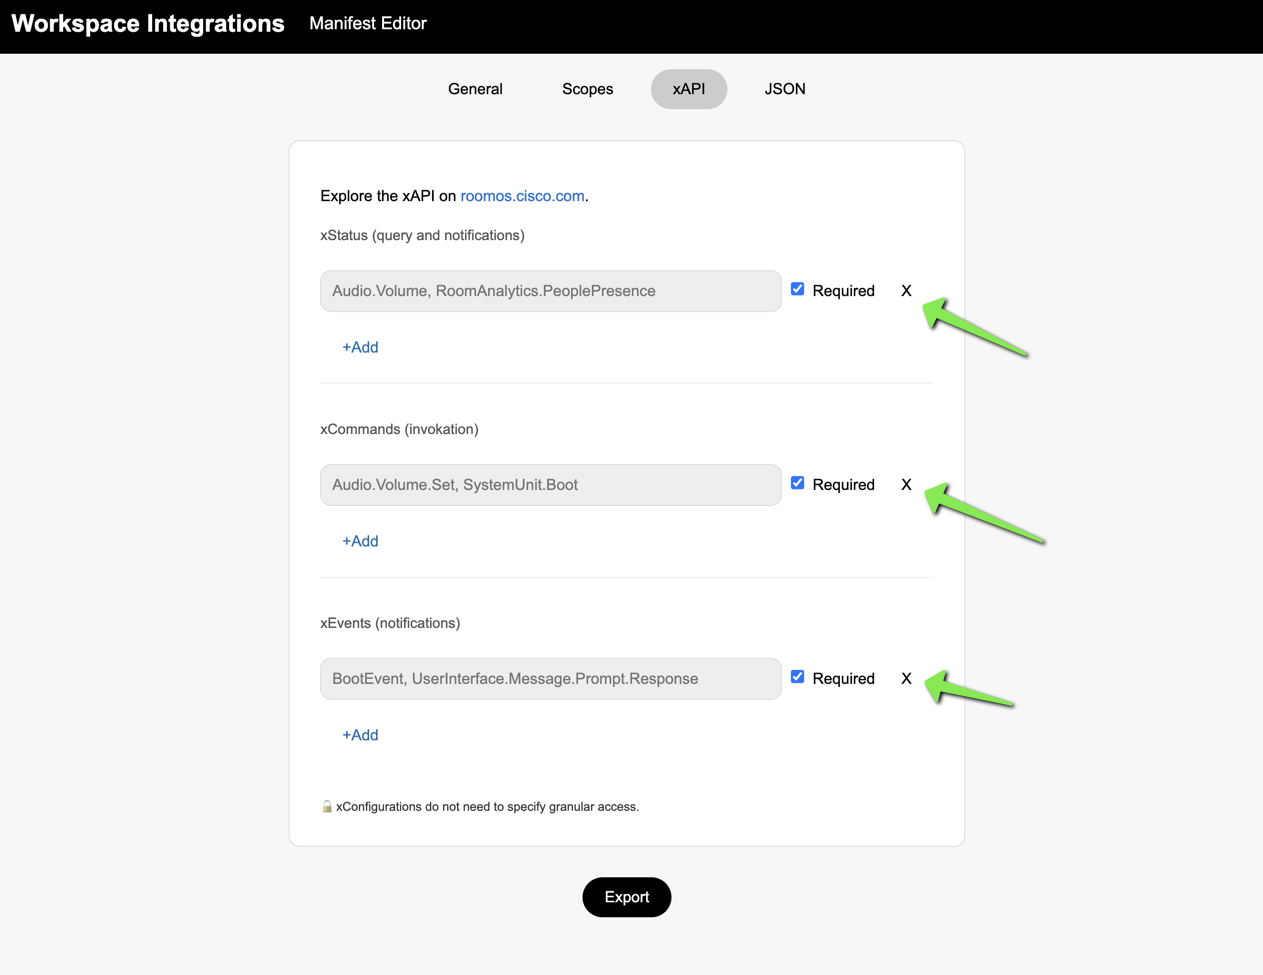 Workspace Integrations Manifest Editor
General Scopes xAPI JSON
Explore the xAPI on roomos.cisco.com.
xStatus (query and notifications)
Audio.Volume, RoomAnalytics.PeoplePresence Required X
+Add
xCommands (invokation)
Audio.Volume.Set, SystemUnit.Boot Required X
+Add
xEvents (notifications)
BootEvent, UserInterface.Message.Prompt.Response Required X
+Add
xConfigurations do not need to specify granular access.
Export